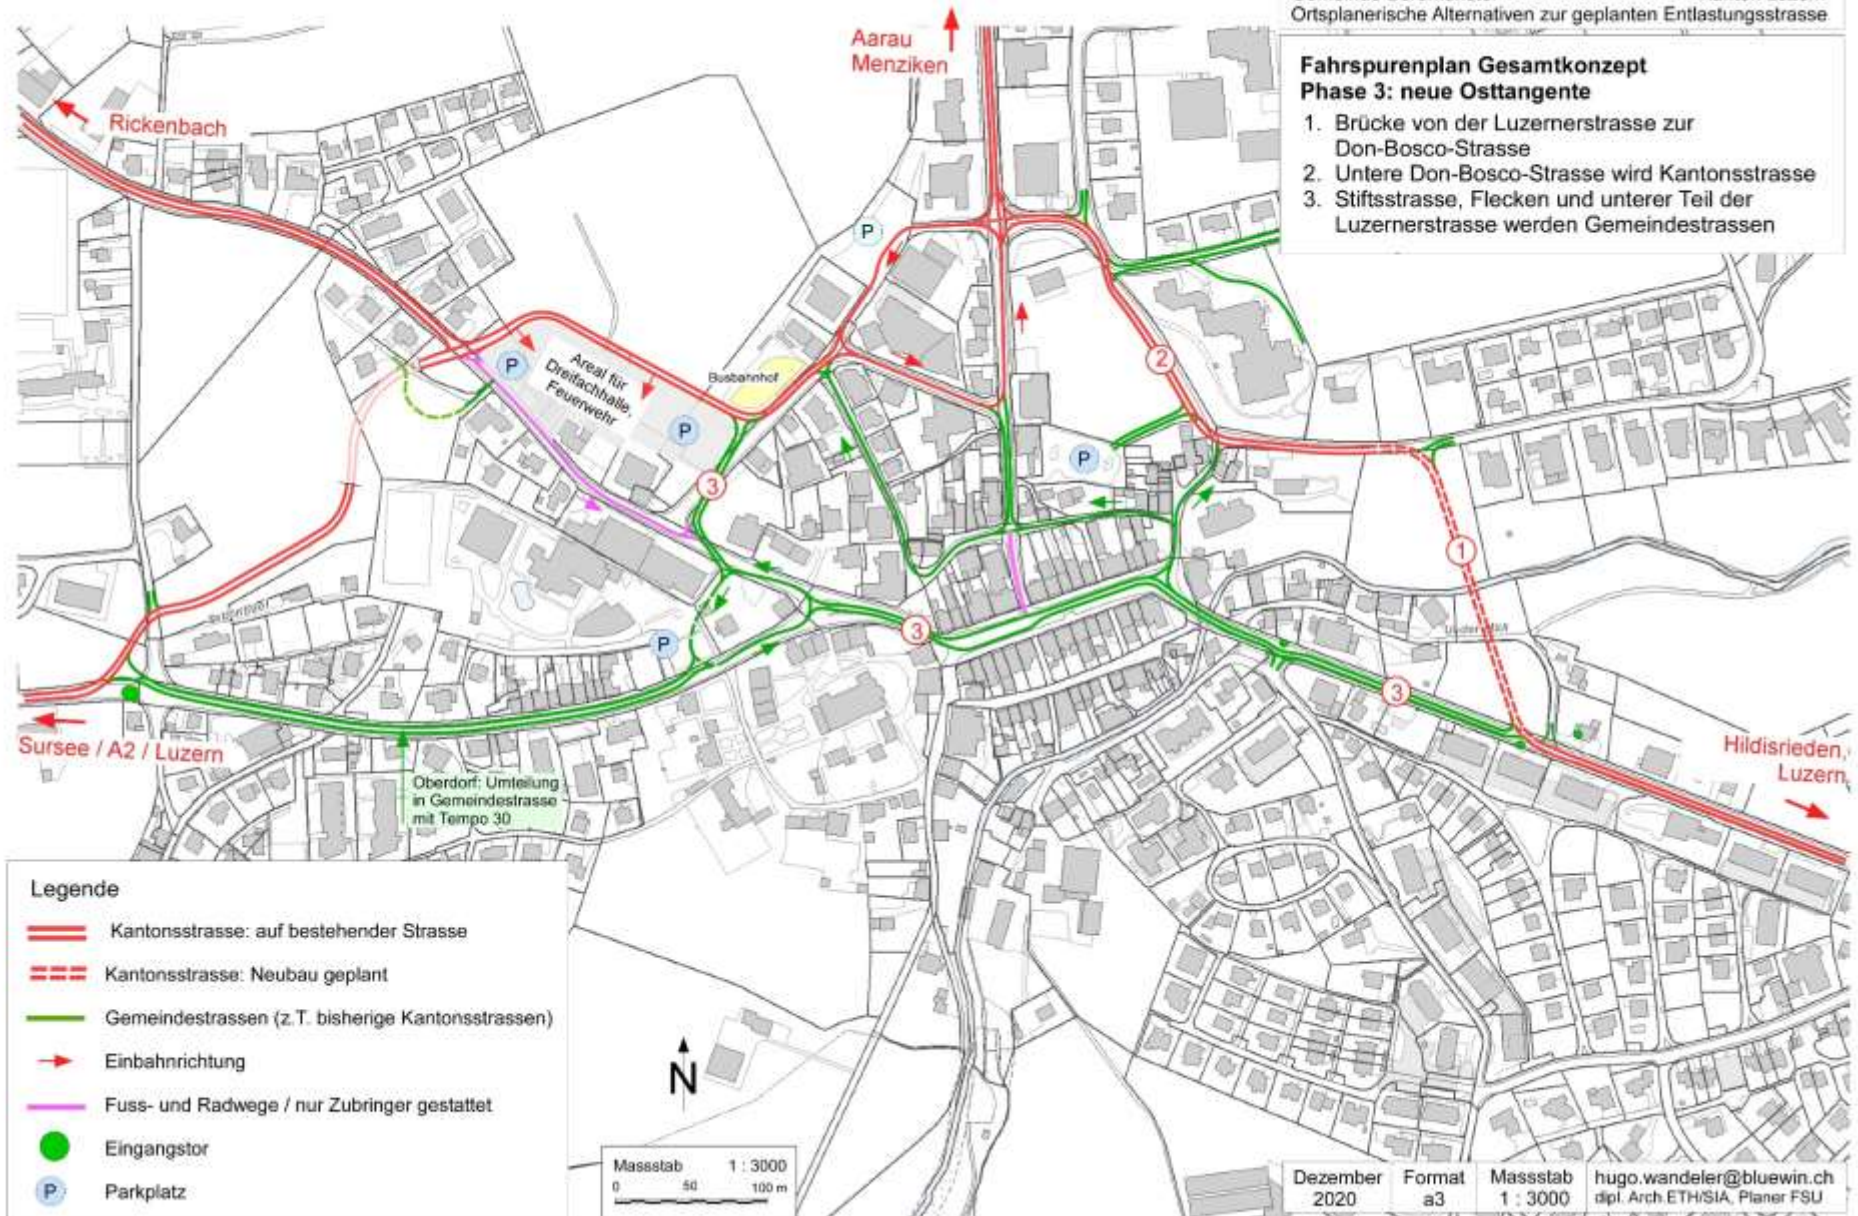 Ortsplanerische Alternativen zur geplanten Entlastungsstrasse
Fahrspurenplan Gesamtkonzept
Phase 3: neue Osttangente
1. Brücke von der Luzernerstrasse zur
Don-Bosco-Strasse
2. Untere Don-Bosco-Strasse wird Kantonsstrasse
3. Stiftsstrasse, Flecken und unterer Teil der
Luzernerstrasse werden Gemeindestrassen
Aarau
Menziken
Rickenbach
P
P
Areal für
Dreifachhalle,
Feuerwehr
Busbahnhof
P
2
P
3
1
P
3
3
Sursee / A2 / Luzern
Hildisrieden,
Luzern
Oberdorf: Umteilung
in Gemeindestrasse
mit Tempo 30
Legende
Kantonsstrasse: auf bestehender Strasse
Kantonsstrasse: Neubau geplant
Gemeindestrassen (z.T. bisherige Kantonsstrassen)
Einbahnrichtung
Fuss- und Radwege / nur Zubringer gestattet
Eingangstor
P Parkplatz
N
Massstab 1 : 3000
0 50 100 m
Dezember
2020
Format
a3
Massstab
1 : 3000
hugo.wandeler@bluewin.ch
dipl. Arch.ETH/SIA, Planer FSU